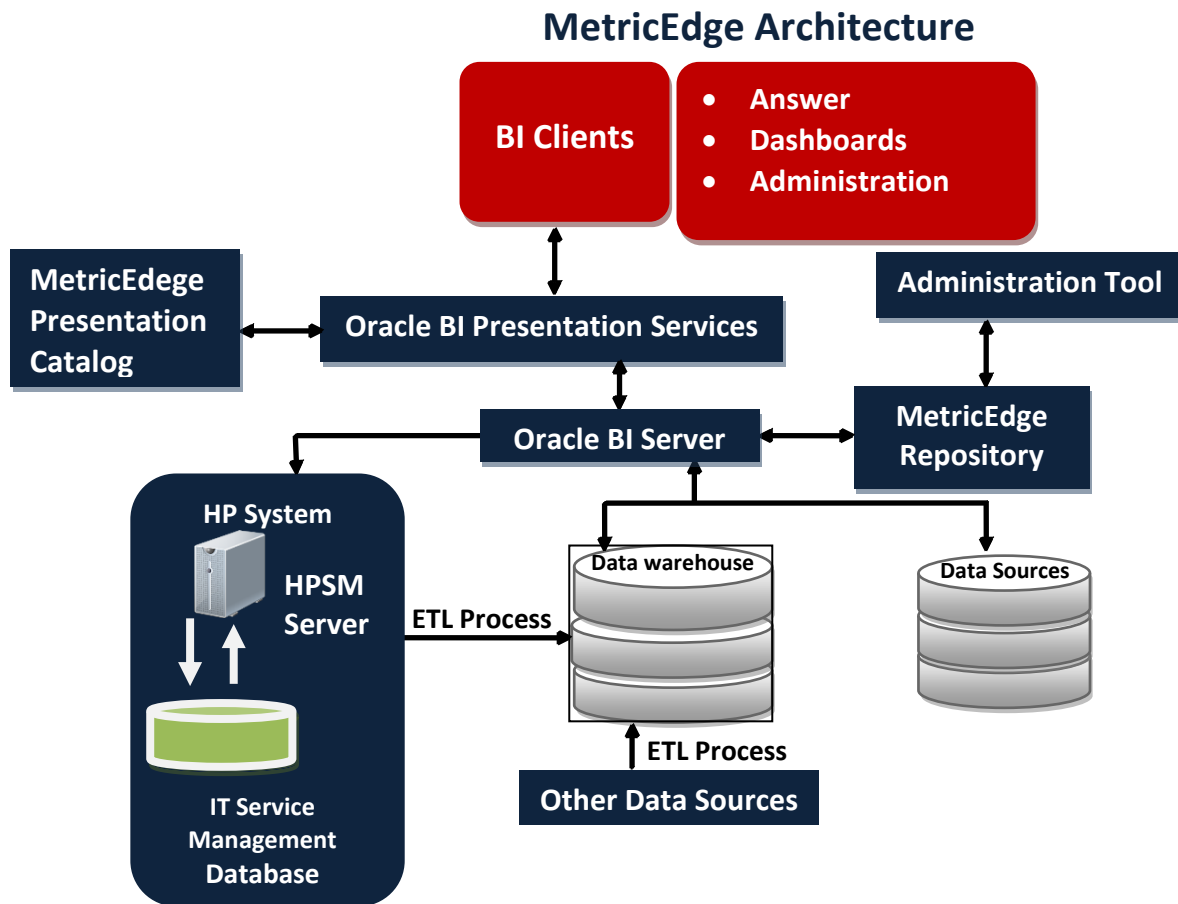 MetricEdge Architecture
BI Clients
• Answer
• Dashboards
• Administration
MetricEdege
Presentation
Catalog
Oracle BI Presentation Services
Administration Tool
Oracle BI Server
MetricEdge
Repository
HP System
HPSM
Server
IT Service
Management
Database
ETL Process
Data warehouse
Data Sources
ETL Process
Other Data Sources